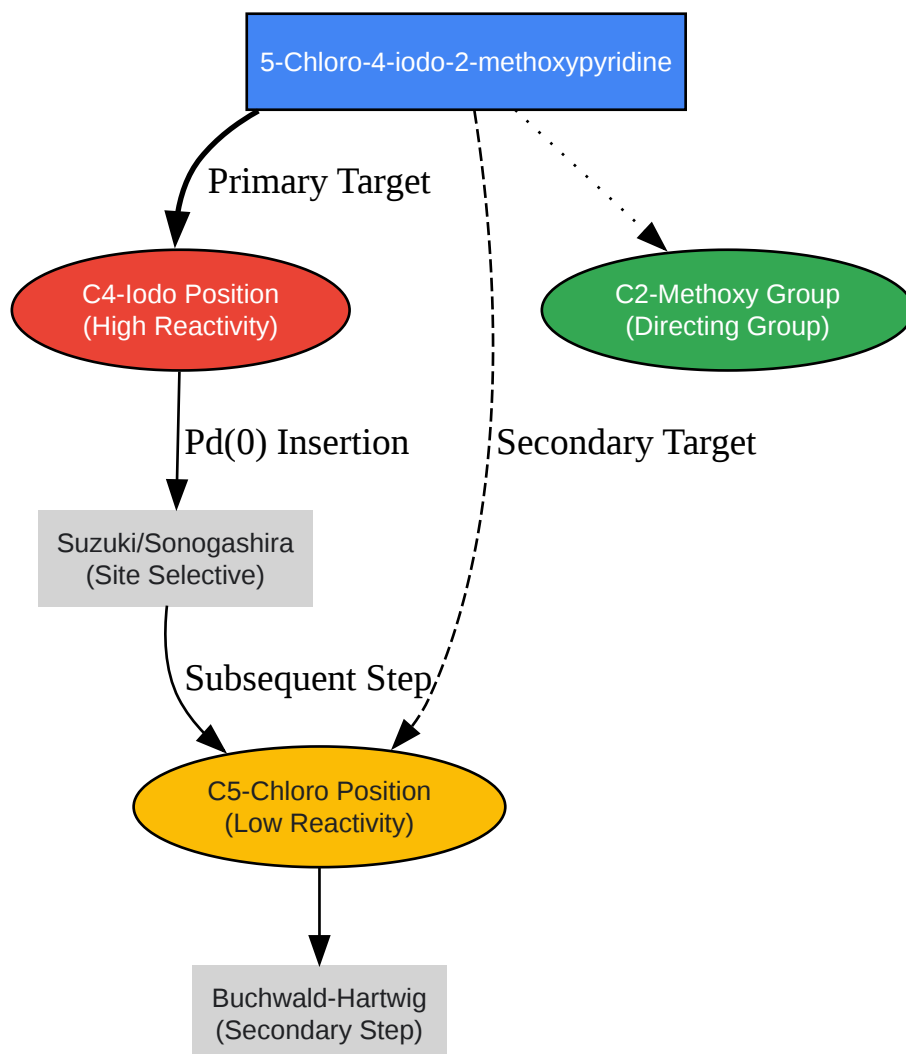 5-Chloro-4-iodo-2-methoxypyridine
Primary Target
C4-Iodo Position
(High Reactivity)
C2-Methoxy Group
(Directing Group)
Pd(0) Insertion
Secondary Target
Suzuki/Sonogashira
(Site Selective)
Subsequent Step
C5-Chloro Position
(Low Reactivity)
Buchwald-Hartwig
(Secondary Step)